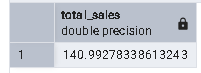 total_sales
double precision
1 140.99278338613243